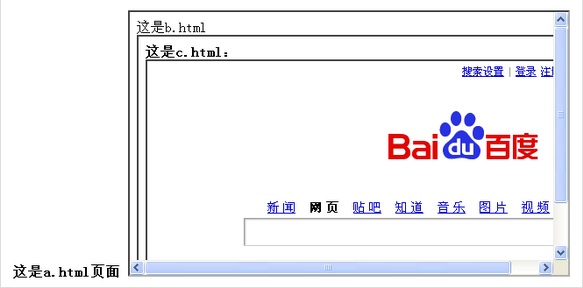 这是b.html
这是c.html：
搜索设置 | 登录
Bai du 百度
新闻 网页 贴吧 知道 音乐 图片 视频
这是a.html页面